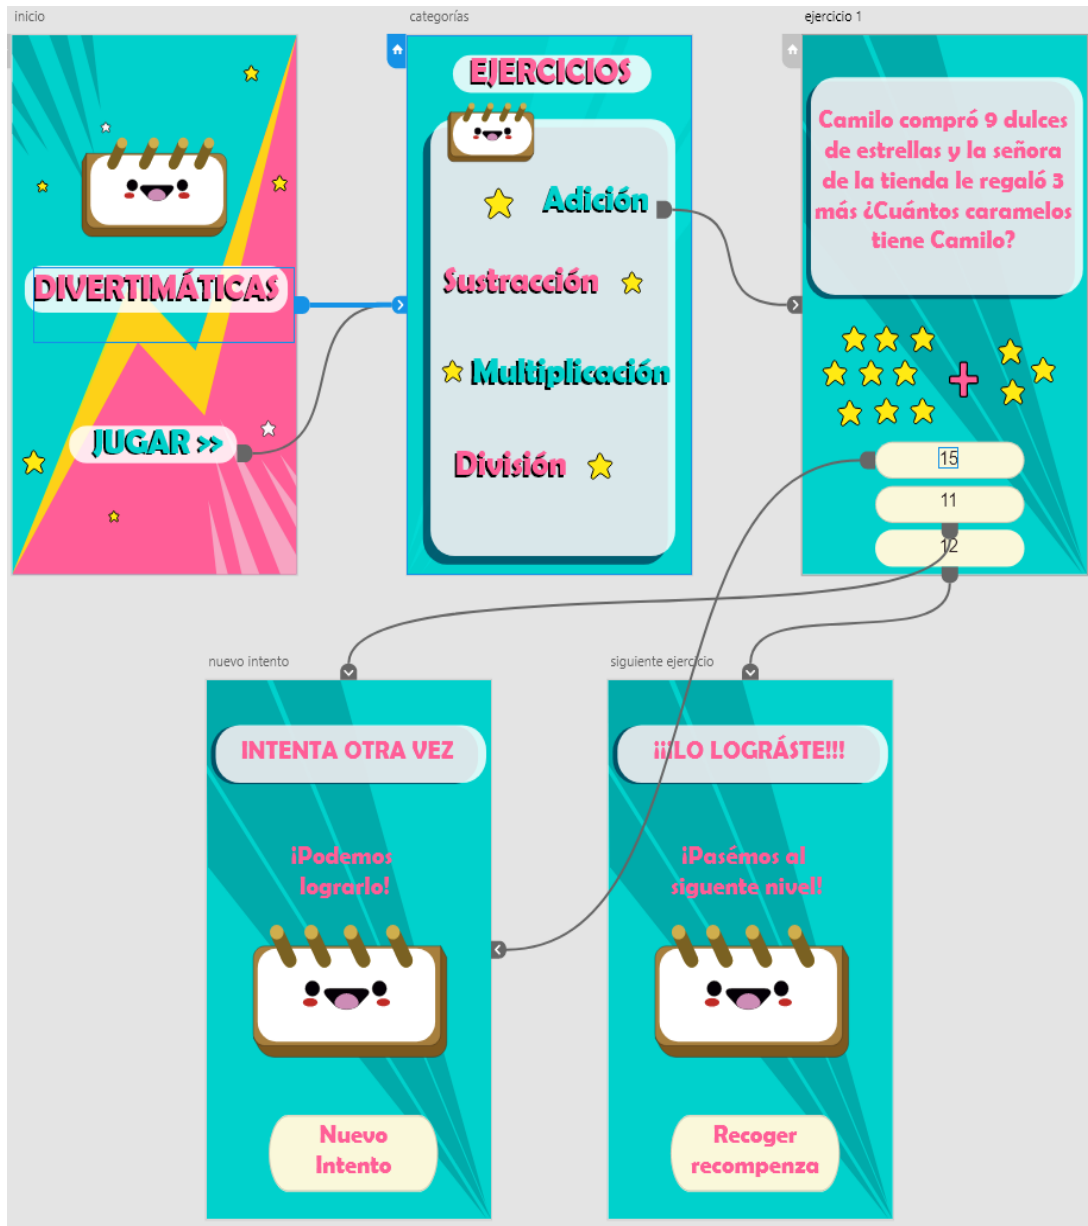 inicio
DIVERTIMÁTICAS
JUGAR >>
categorías
EJERCICIOS
Adición
Sustracción
Multiplicación
División
ejercicio 1
Camilo compró 9 dulces
de estrellas y la señora
de la tienda le regaló 3
más ¿Cuántos caramelos
tiene Camilo?
+
15
11
12
nuevo intento
INTENTA OTRA VEZ
¡Podemos
lograrlo!
Nuevo
Intento
siguiente ejercicio
¡¡¡LO LOGRÁSTE!!!
¡Pasémos al
siguente nivel!
Recoger
recompenza